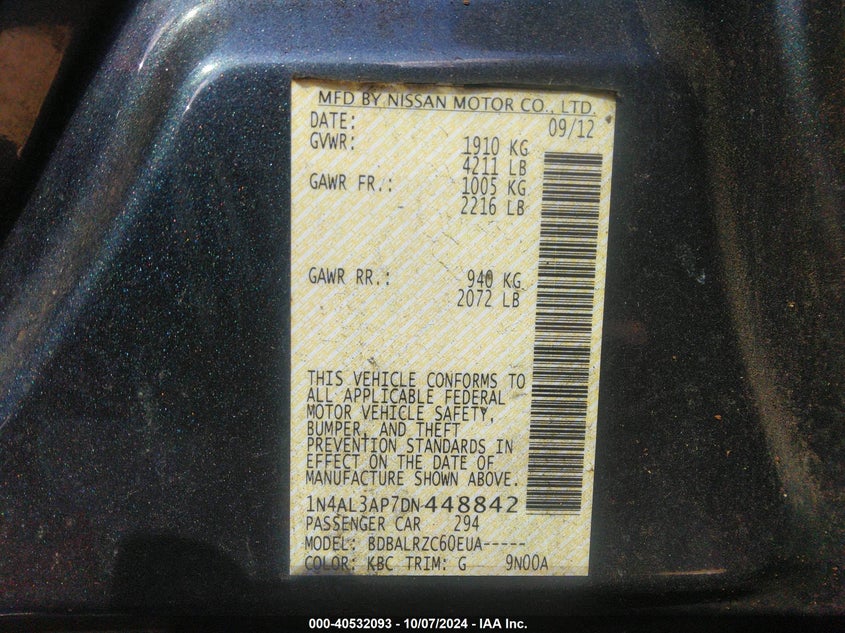 MFD BY NISSAN MOTOR CO., LTD.
DATE: 09/12
GVWR: 1910 KG
4211 LB
GAWR FR.: 1005 KG
2216 LB
GAWR RR.: 940 KG
2072 LB
THIS VEHICLE CONFORMS TO
ALL APPLICABLE FEDERAL
MOTOR VEHICLE SAFETY,
BUMPER, AND THEFT
PREVENTION STANDARDS IN
EFFECT ON THE DATE OF
MANUFACTURE SHOWN ABOVE.
1N4AL3AP7DN448842
PASSENGER CAR 294
MODEL: BDBALRZC60EUA-----
COLOR: KBC TRIM: G 9N00A
000-40532093 - 10/07/2024 - IAA Inc.